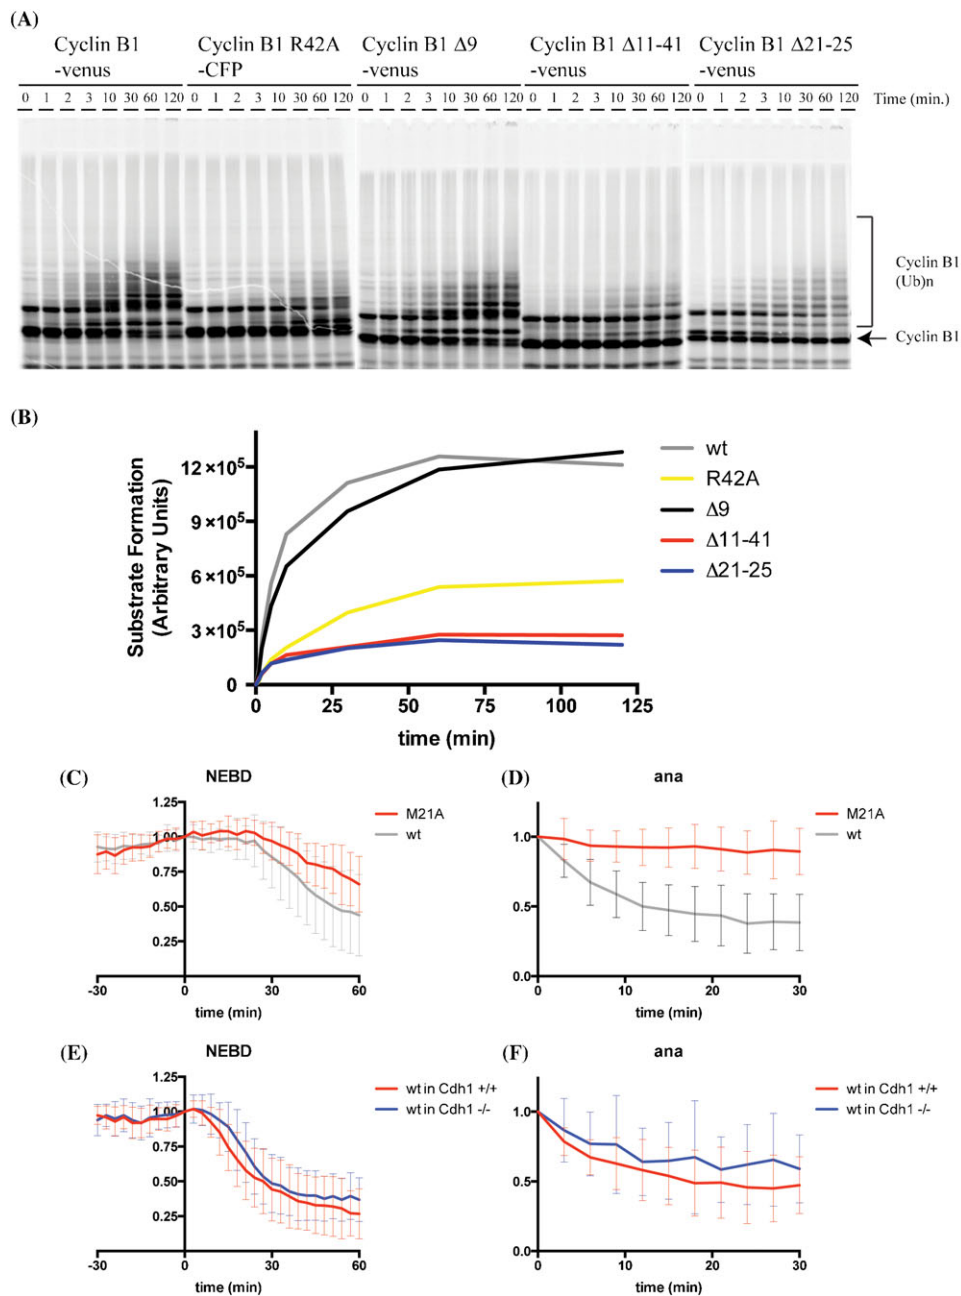 (A)
Cyclin B1 -venus
Cyclin B1 R42A -CFP
Cyclin B1 Δ9 -venus
Cyclin B1 Δ11-41 -venus
Cyclin B1 Δ21-25 -venus
0 1 2 3 10 30 60 120 0 1 2 3 10 30 60 120 0 1 2 3 10 30 60 120 0 1 2 3 10 30 60 120 0 1 2 3 10 30 60 120
Time (min.)
Cyclin B1
(Ub)n
Cyclin B1
(B)
Substrate Formation
(Arbitrary Units)
12×10⁵
9×10⁵
6×10⁵
3×10⁵
0
0 25 50 75 100 125
time (min)
wt
R42A
Δ9
Δ11-41
Δ21-25
(C)
NEBD
1.25
1.00
0.75
0.50
0.25
-30 0 30 60
time (min)
M21A
wt
(D)
ana
1.0
0.5
0.0
0 10 20 30
time (min)
M21A
wt
(E)
NEBD
1.25
1.00
0.75
0.50
0.25
-30 0 30 60
time (min)
wt in Cdh1 +/+
wt in Cdh1 -/-
(F)
ana
1.0
0.5
0.0
0 10 20 30
time (min)
wt in Cdh1 +/+
wt in Cdh1 -/-